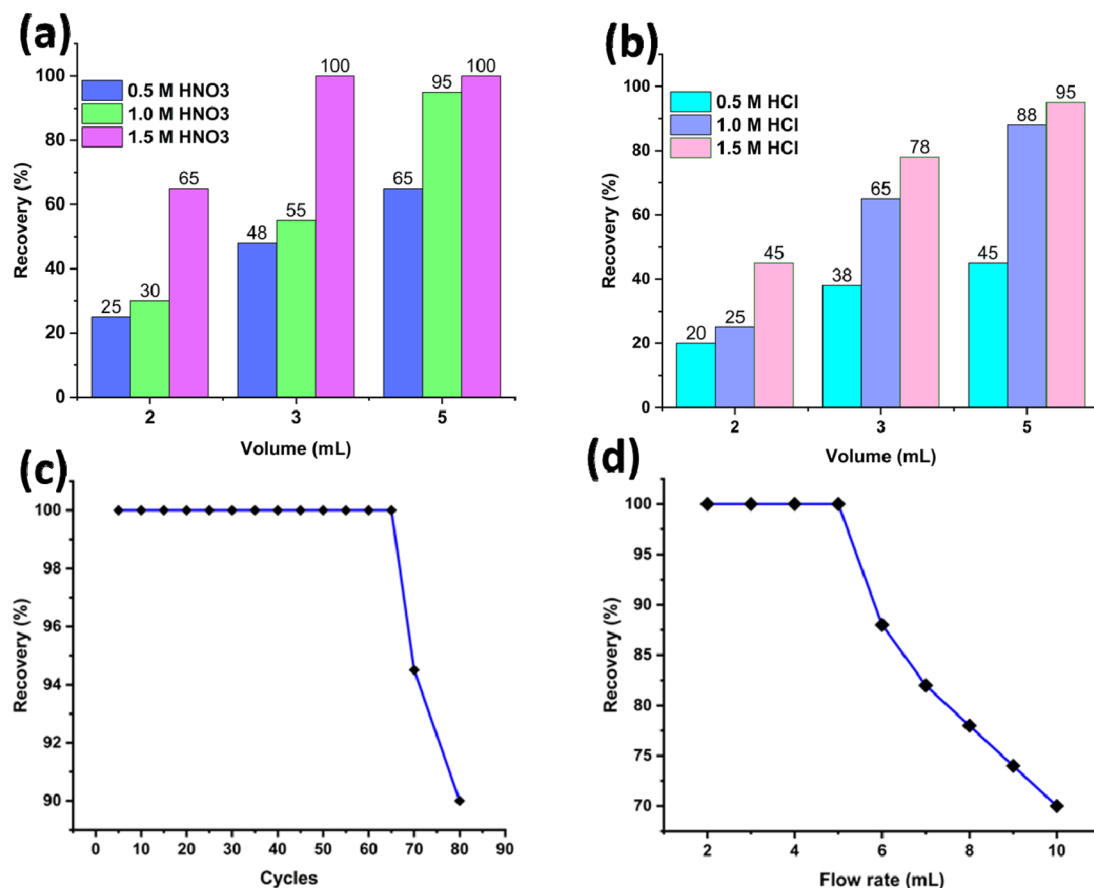 (a)
0.5 M HNO3
1.0 M HNO3
1.5 M HNO3
Recovery (%)
100
80
60
40
20
0
25 30 65
48 55 100
65 95 100
2 3 5
Volume (mL)
(b)
0.5 M HCl
1.0 M HCl
1.5 M HCl
Recovery (%)
100
80
60
40
20
0
20 25 45
38 65 78
45 88 95
2 3 5
Volume (mL)
(c)
Recovery (%)
100
98
96
94
92
90
0 10 20 30 40 50 60 70 80 90
Cycles
(d)
Recovery (%)
100
95
90
85
80
75
70
2 4 6 8 10
Flow rate (mL)